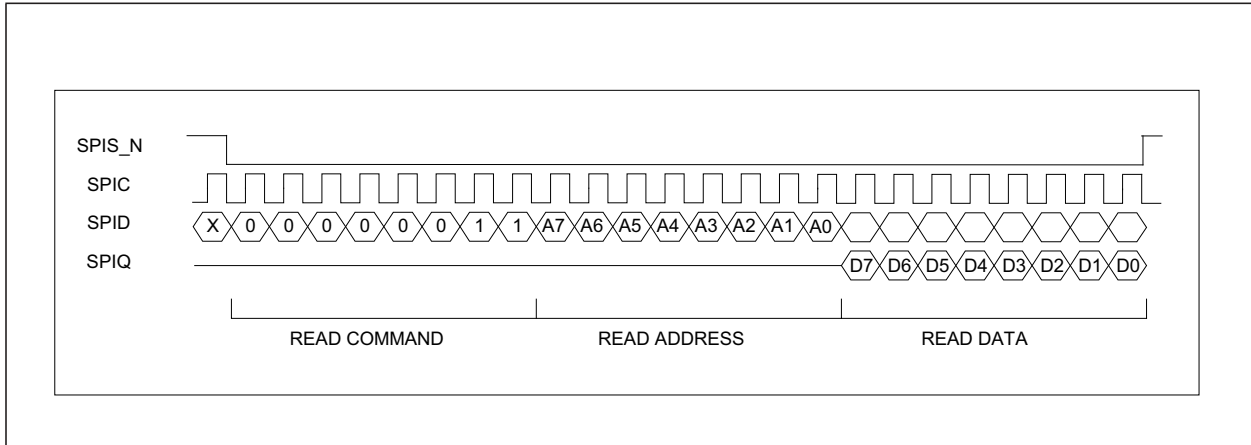 SPIS_N
SPIC
SPID X 0 0 0 0 0 0 1 1 A7 A6 A5 A4 A3 A2 A1 A0
SPIQ D7 D6 D5 D4 D3 D2 D1 D0
READ COMMAND READ ADDRESS READ DATA